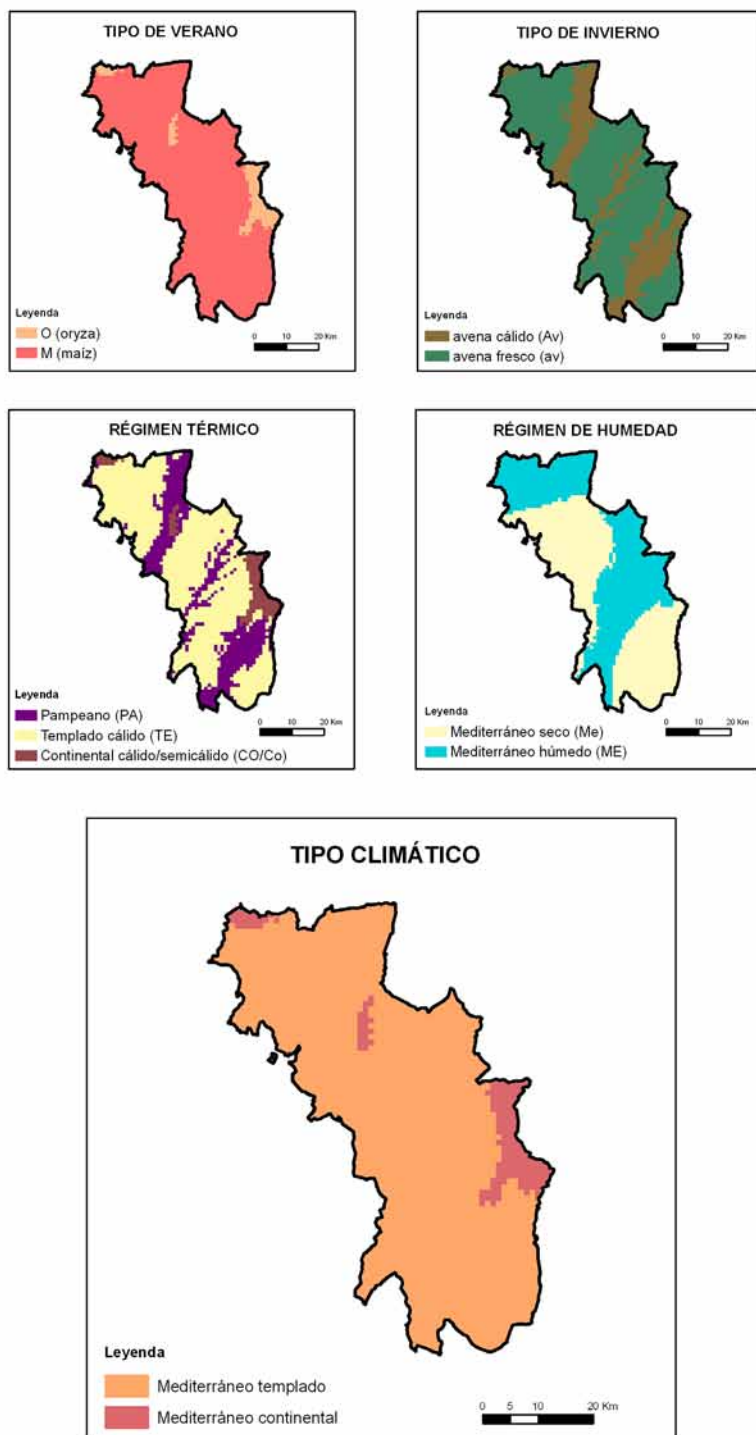 TIPO DE VERANO
Leyenda
O (oryza)
M (maíz)
0 10 20 Km
TIPO DE INVIERNO
Leyenda
avena cálido (Av)
avena fresco (av)
0 10 20 Km
RÉGIMEN TÉRMICO
Leyenda
Pampeano (PA)
Templado cálido (TE)
Continental cálido/semicálido (CO/Co)
0 10 20 Km
RÉGIMEN DE HUMEDAD
Leyenda
Mediterráneo seco (Me)
Mediterráneo húmedo (ME)
0 10 20 Km
TIPO CLIMÁTICO
Leyenda
Mediterráneo templado
Mediterráneo continental
0 5 10 20 Km